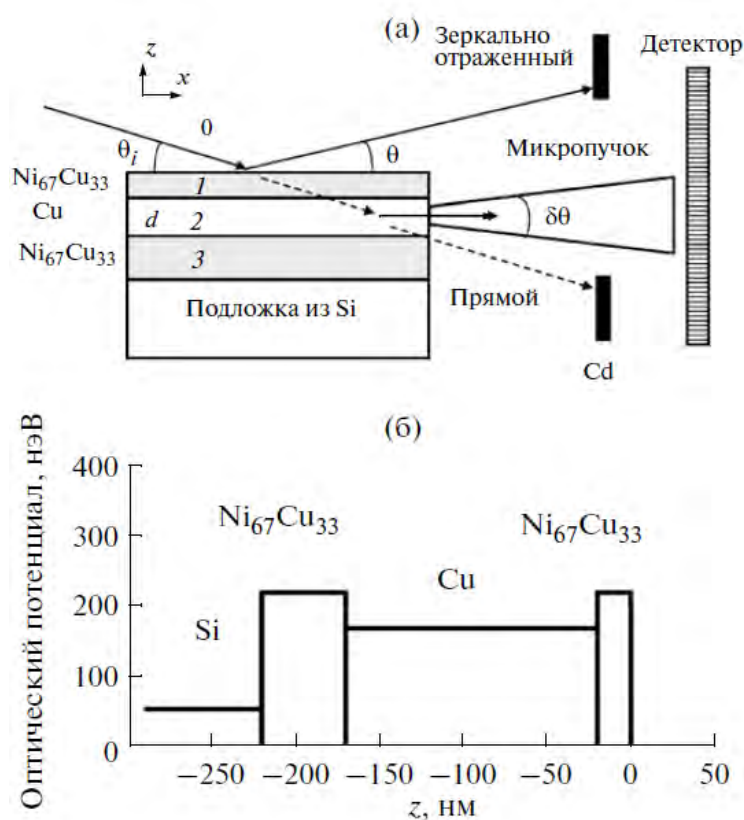 (а)
Зеркально
отраженный
Детектор
z
x
0
θi
θ
Микропучок
Ni67Cu33
1
Cu
d
2
δθ
Ni67Cu33
3
Прямой
Подложка из Si
Cd
(б)
Оптический потенциал, нэВ
400
300
200
100
0
Ni67Cu33
Ni67Cu33
Cu
Si
−250
−200
−150
−100
−50
0
50
z, нм